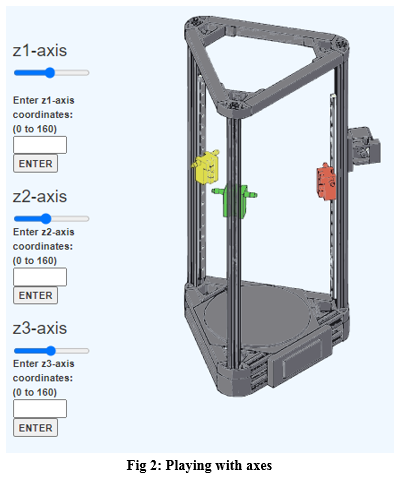 z1-axis
Enter z1-axis
coordinates:
(0 to 160)
ENTER
z2-axis
Enter z2-axis
coordinates:
(0 to 160)
ENTER
z3-axis
Enter z3-axis
coordinates:
(0 to 160)
ENTER
Fig 2: Playing with axes